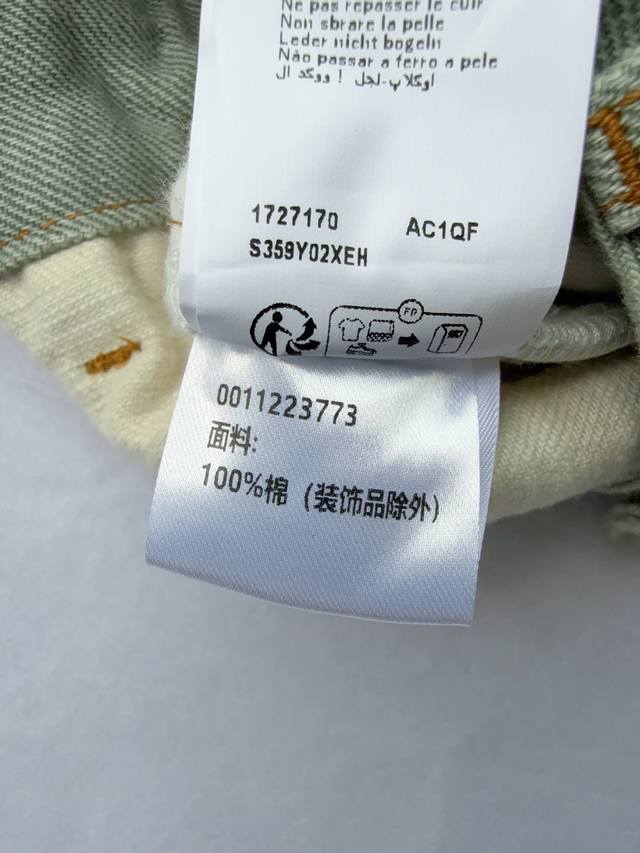 Ne pas repasser le cuir
Non sbrare la pelle
Leder nicht bogeln
Não passar a ferro a pele
1727170 AC1QF
S359Y02XEH
FR
0011223773
面料:
100%棉 (装饰品除外)